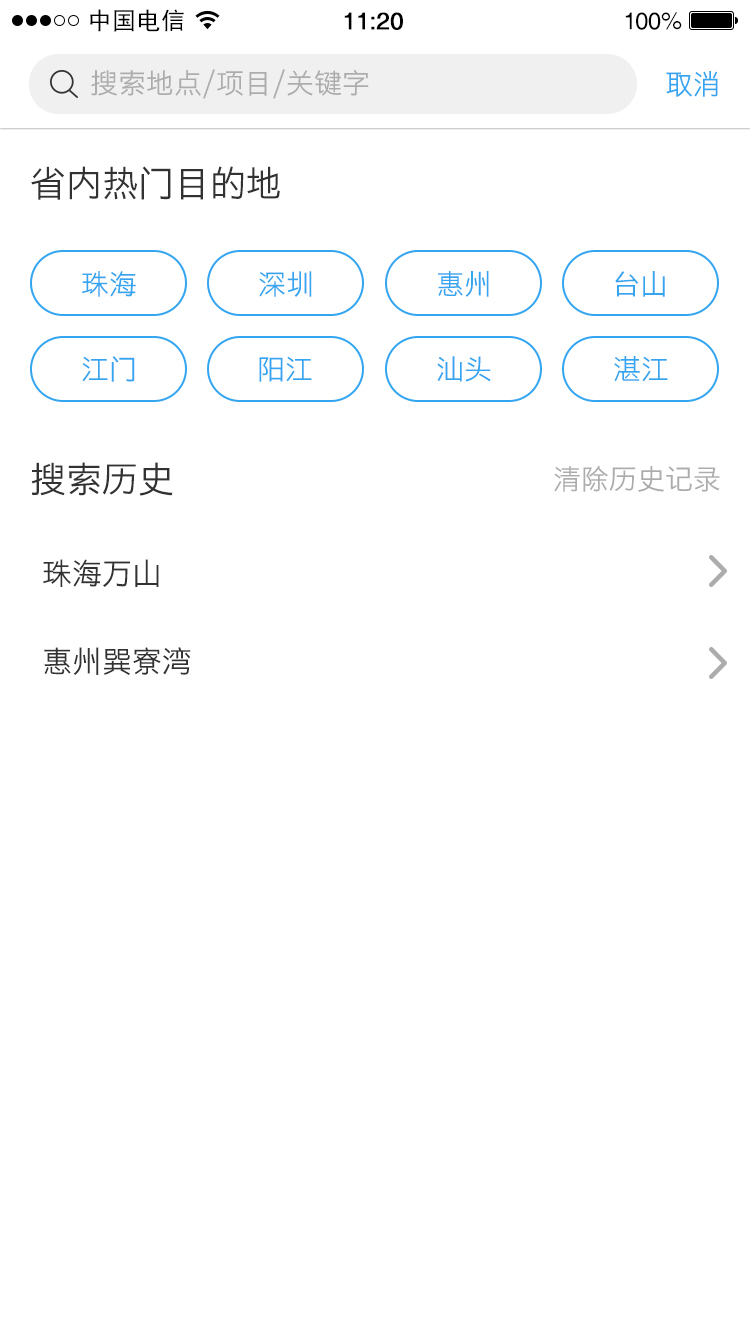 中国电信 11:20 100%
搜索地点/项目/关键字 取消
省内热门目的地
珠海 深圳 惠州 台山
江门 阳江 汕头 湛江
搜索历史 清除历史记录
珠海万山
惠州巽寮湾